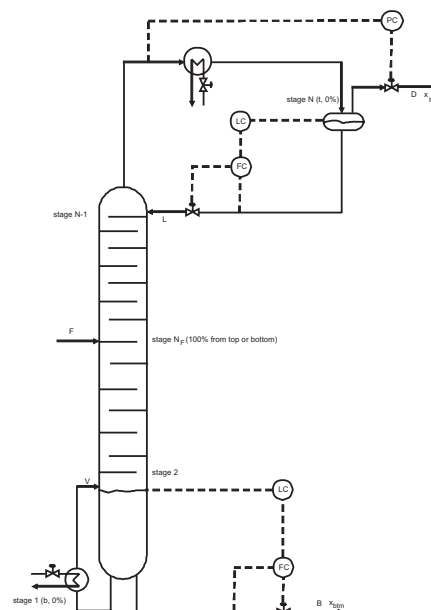 PC
stage N (t, 0%)
D x_t
LC
FC
stage N-1
L
F
stage N_F (100% from top or bottom)
stage 2
V
LC
FC
stage 1 (b, 0%)
B x_btm